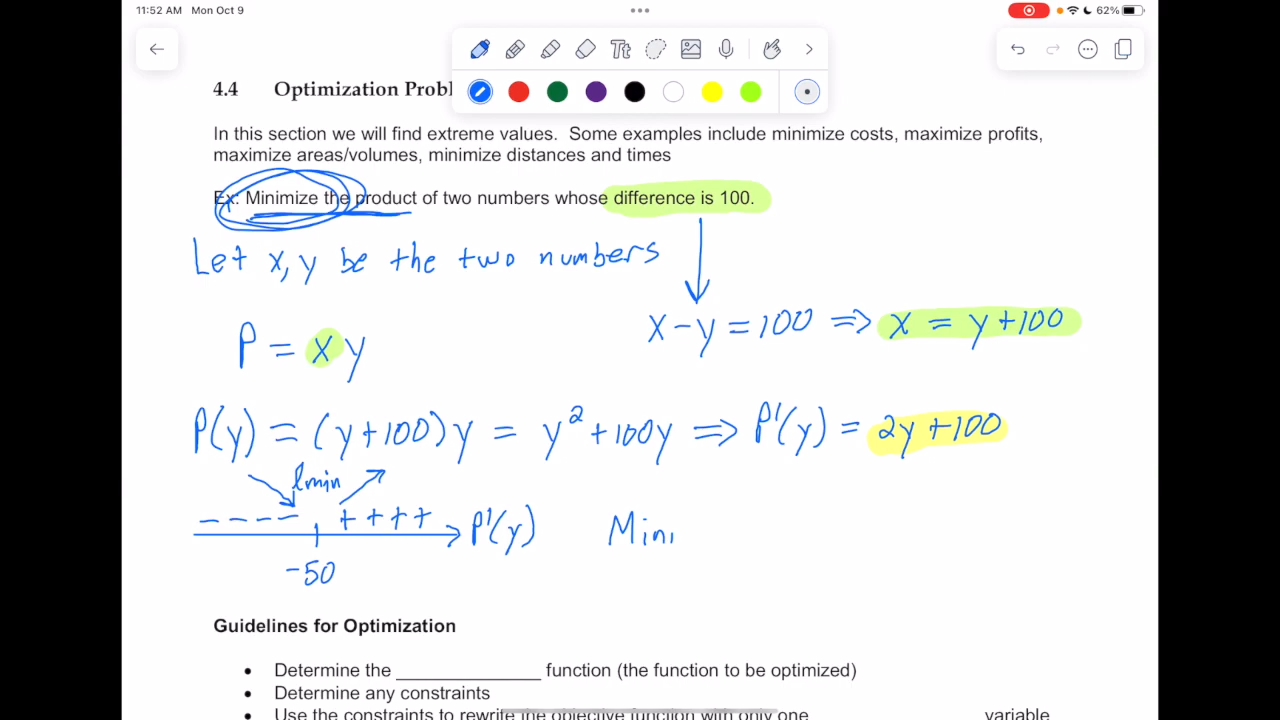 11:52 AM Mon Oct 9
62%
Tt
4.4 Optimization Probl
In this section we will find extreme values. Some examples include minimize costs, maximize profits,
maximize areas/volumes, minimize distances and times
Ex: Minimize the product of two numbers whose difference is 100.
Let x, y be the two numbers
x - y = 100 => x = y + 100
P = xy
P(y) = (y+100)y = y² + 100y => P'(y) = 2y + 100
lmin
- - - - + + + + P'(y) Mini
-50
Guidelines for Optimization
• Determine the ______________ function (the function to be optimized)
• Determine any constraints
• Use the constraints to rewrite the objective function with only one ______________ variable